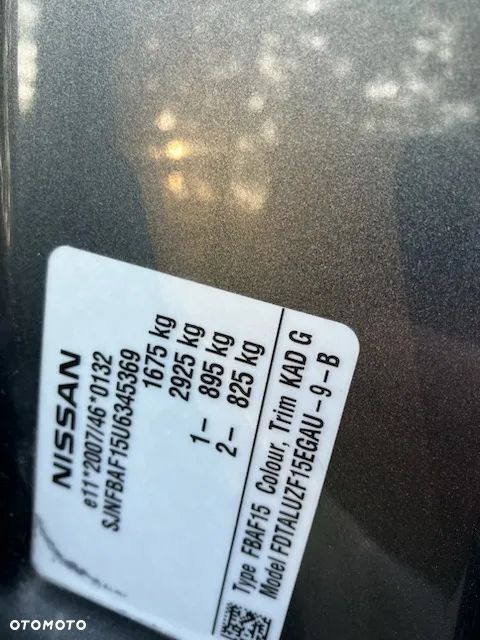 NISSAN
e11*2007/46*0132
SJNFBAF15U6345369
1675 kg
2925 kg
1– 895 kg
2– 825 kg
Type FBAF15 Colour, Trim KAD G
Model FDTALUZF15EGAU–9–B
OTOMOTO